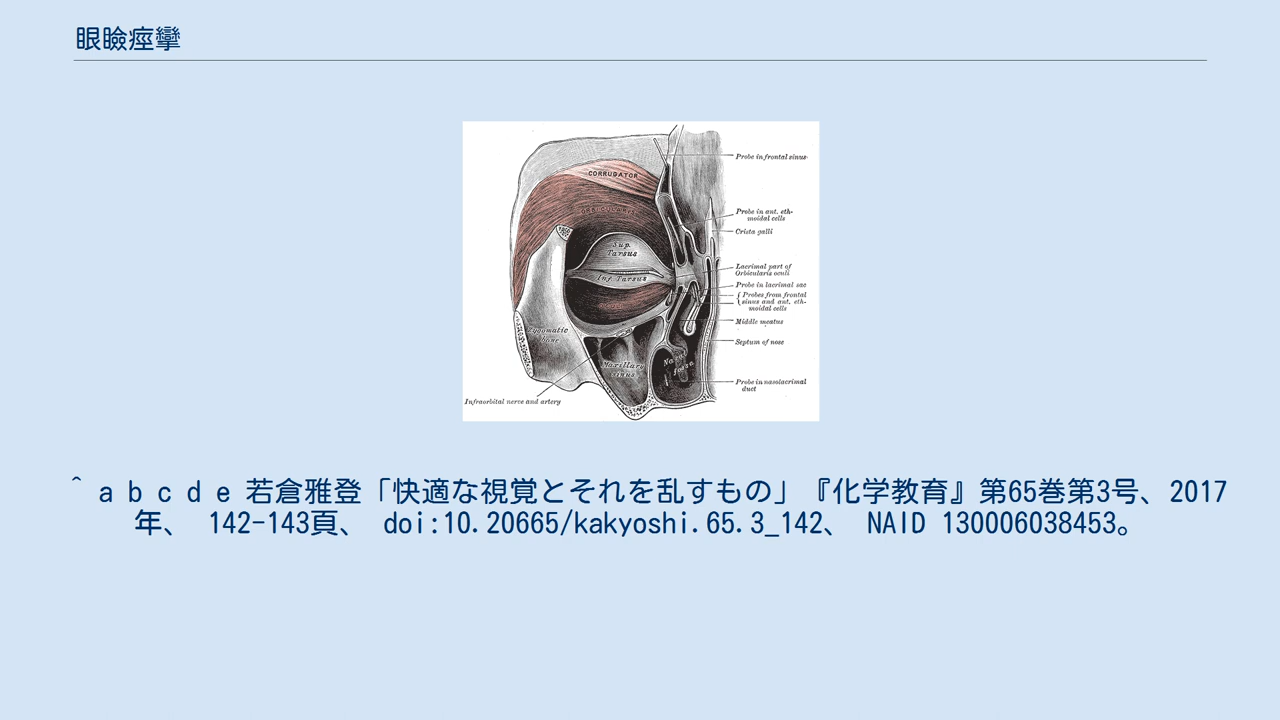 眼瞼痙攣
Probe in frontal sinus
CORRUGATOR
Probe in ant. eth-
moidal cells
Crista galli
Sup.
Tarsus
Lacrimal part of
Orbicularis oculi
Inf. Tarsus
Probe in lacrimal sac
Probes from frontal
sinus and ant. eth-
moidal cells
Middle meatus
Zygomatic
bone
Septum of nose
Maxillary
sinus
Nasal
fossa
Probe in nasolacrimal
duct
Infraorbital nerve and artery
^ a b c d e 若倉雅登「快適な視覚とそれを乱すもの」『化学教育』第65巻第3号、2017
年、 142-143頁、 doi:10.20665/kakyoshi.65.3_142、 NAID 130006038453。